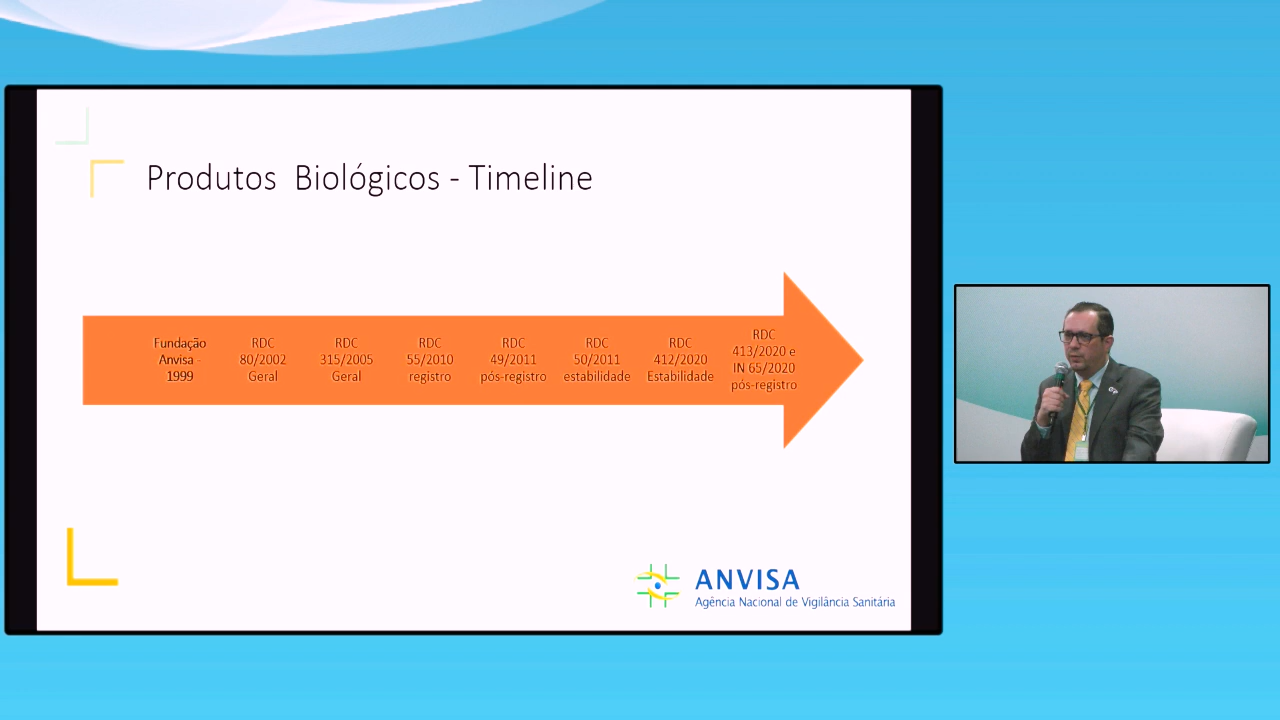 Produtos Biológicos - Timeline
Fundação
Anvisa -
1999
RDC
80/2002
Geral
RDC
315/2005
Geral
RDC
55/2010
registro
RDC
49/2011
pós-registro
RDC
50/2011
estabilidade
RDC
412/2020
Estabilidade
RDC
413/2020 e
IN 65/2020
pós-registro
ANVISA
Agência Nacional de Vigilância Sanitária